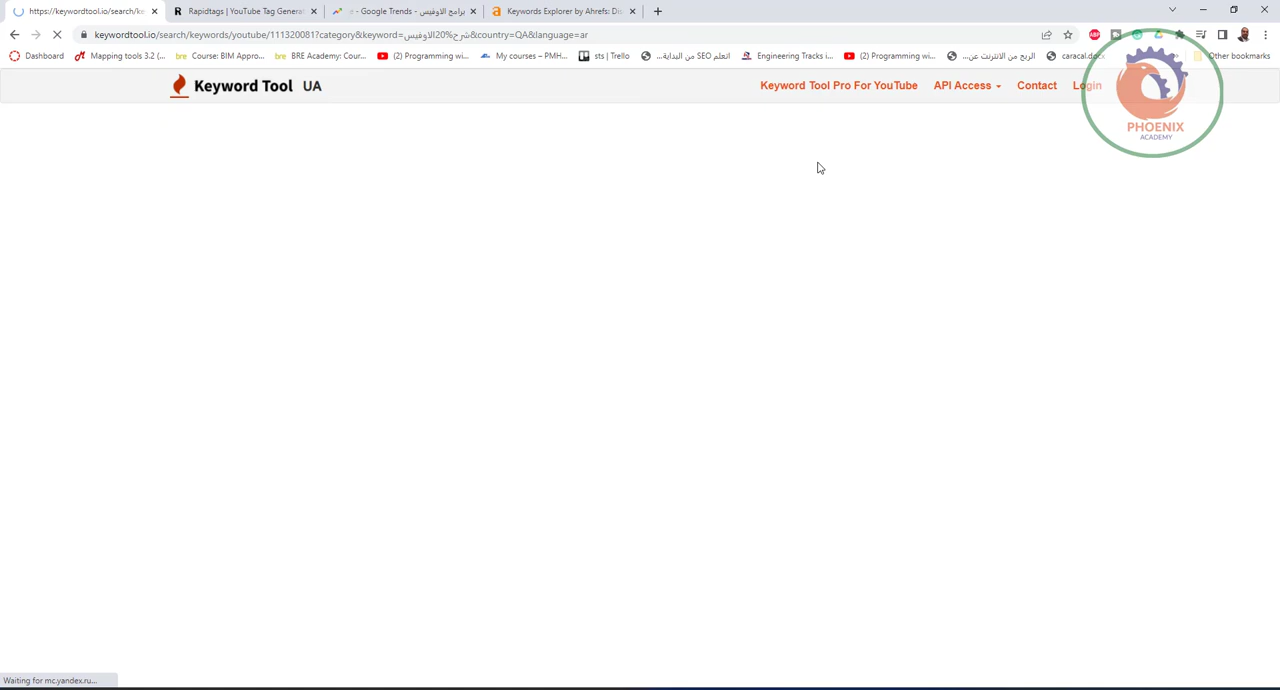 https://keywordtool.io/search/ke
Rapidtags | YouTube Tag Generat
برامج الاوفيس - Google Trends - e
Keywords Explorer by Ahrefs: Dis
keywordtool.io/search/keywords/youtube/111320081?category&keyword=شرح%20الاوفيس&country=QA&language=ar
Dashboard
Mapping tools 3.2 (...
Course: BIM Appro...
BRE Academy: Cour...
(2) Programming wi...
My courses – PMH...
sts | Trello
اتعلم SEO من البداية...
Engineering Tracks i...
(2) Programming wi...
الربح من الانترنت عن...
caracal.docx
Other bookmarks
Keyword Tool UA
Keyword Tool Pro For YouTube
API Access
Contact
Login
PHOENIX
ACADEMY
Waiting for mc.yandex.ru...